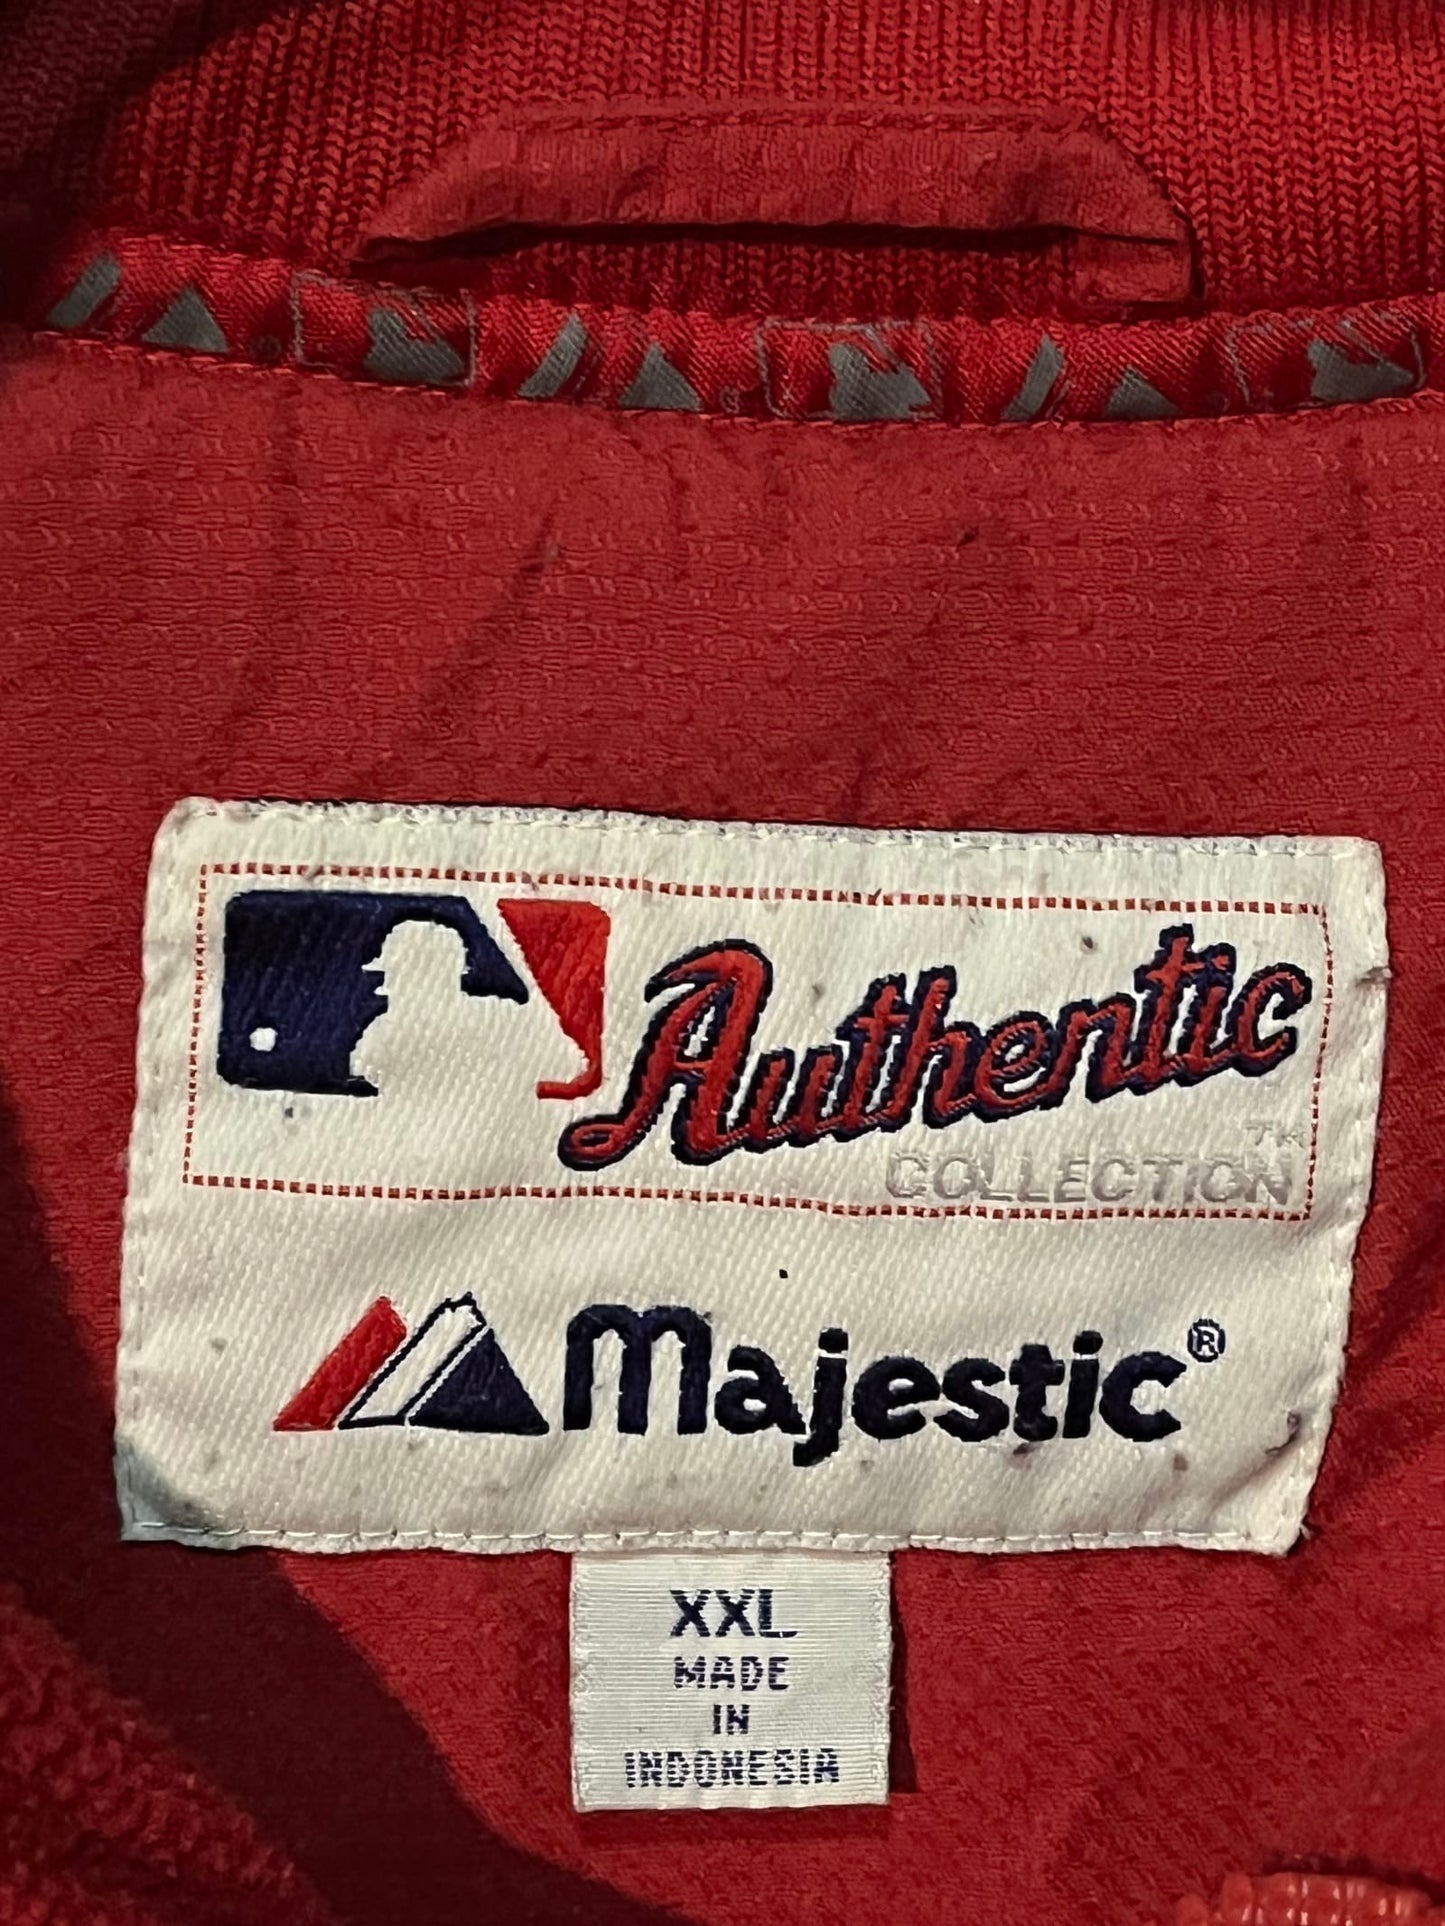 Authentic
TM
COLLECTION
Majestic®
XXL
MADE
IN
INDONESIA